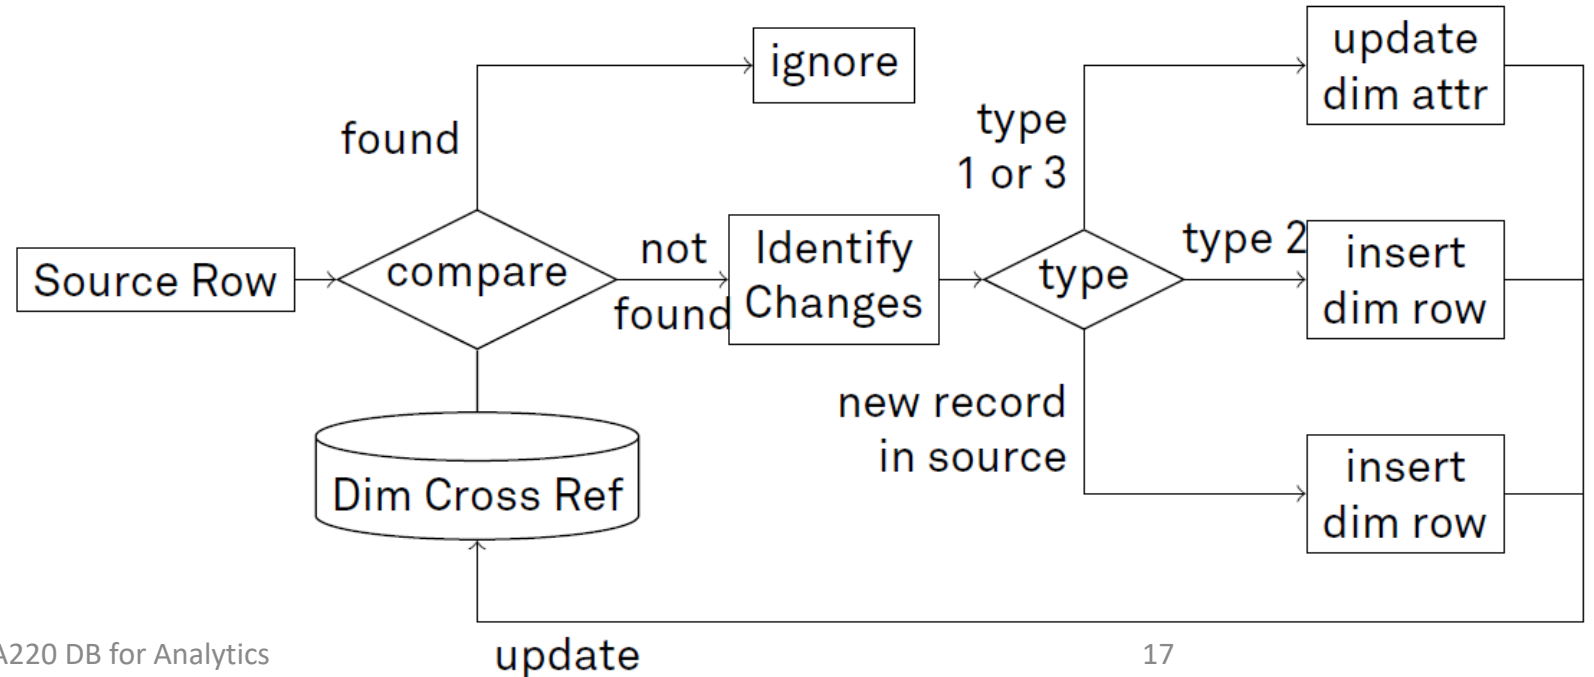 update
dim attr
ignore
type
1 or 3
found
not
found
Identify
Changes
type 2
insert
dim row
Source Row
compare
type
new record
in source
insert
dim row
Dim Cross Ref
update
A220 DB for Analytics
17